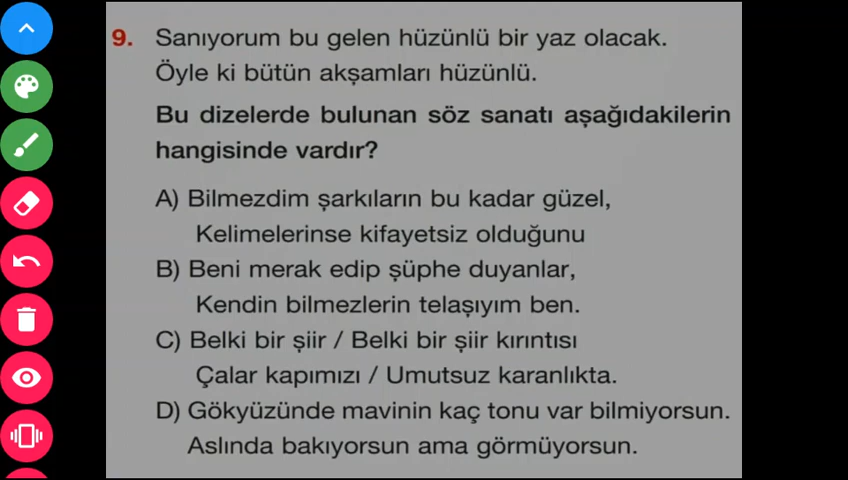 9. Sanıyorum bu gelen hüzünlü bir yaz olacak.
Öyle ki bütün akşamları hüzünlü.
Bu dizelerde bulunan söz sanatı aşağıdakilerin
hangisinde vardır?
A) Bilmezdim şarkıların bu kadar güzel,
Kelimelerinse kifayetsiz olduğunu
B) Beni merak edip şüphe duyanlar,
Kendin bilmezlerin telaşıyım ben.
C) Belki bir şiir / Belki bir şiir kırıntısı
Çalar kapımızı / Umutsuz karanlıkta.
D) Gökyüzünde mavinin kaç tonu var bilmiyorsun.
Aslında bakıyorsun ama görmüyorsun.